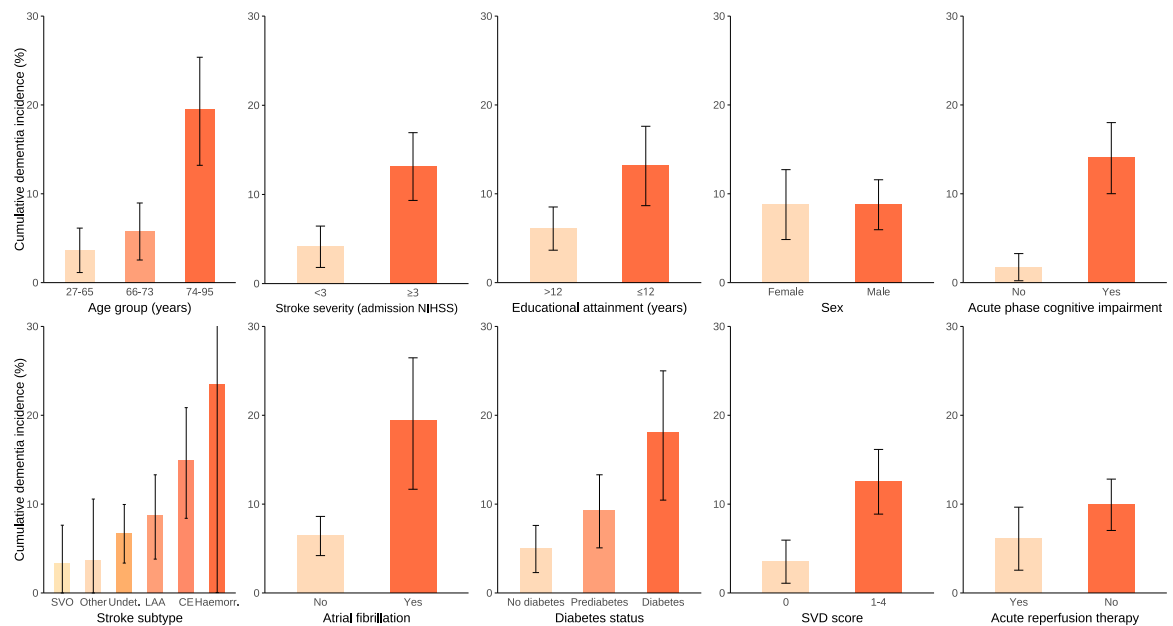 Cumulative dementia incidence (%)
30
20
10
0
27-65 66-73 74-95
Age group (years)
30
20
10
0
<3 ≥3
Stroke severity (admission NIHSS)
30
20
10
0
>12 ≤12
Educational attainment (years)
30
20
10
0
Female Male
Sex
30
20
10
0
No Yes
Acute phase cognitive impairment
Cumulative dementia incidence (%)
30
20
10
0
SVO Other Undet. LAA CE Haemorr.
Stroke subtype
30
20
10
0
No Yes
Atrial fibrillation
30
20
10
0
No diabetes Prediabetes Diabetes
Diabetes status
30
20
10
0
0 1-4
SVD score
30
20
10
0
Yes No
Acute reperfusion therapy